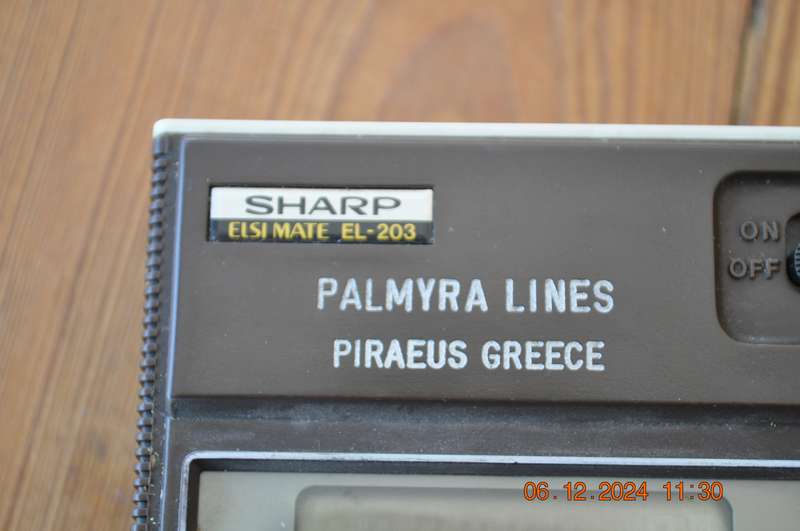 SHARP
ELSI MATE EL-203
ON
OFF
PALMYRA LINES
PIRAEUS GREECE
06.12.2024 11:30